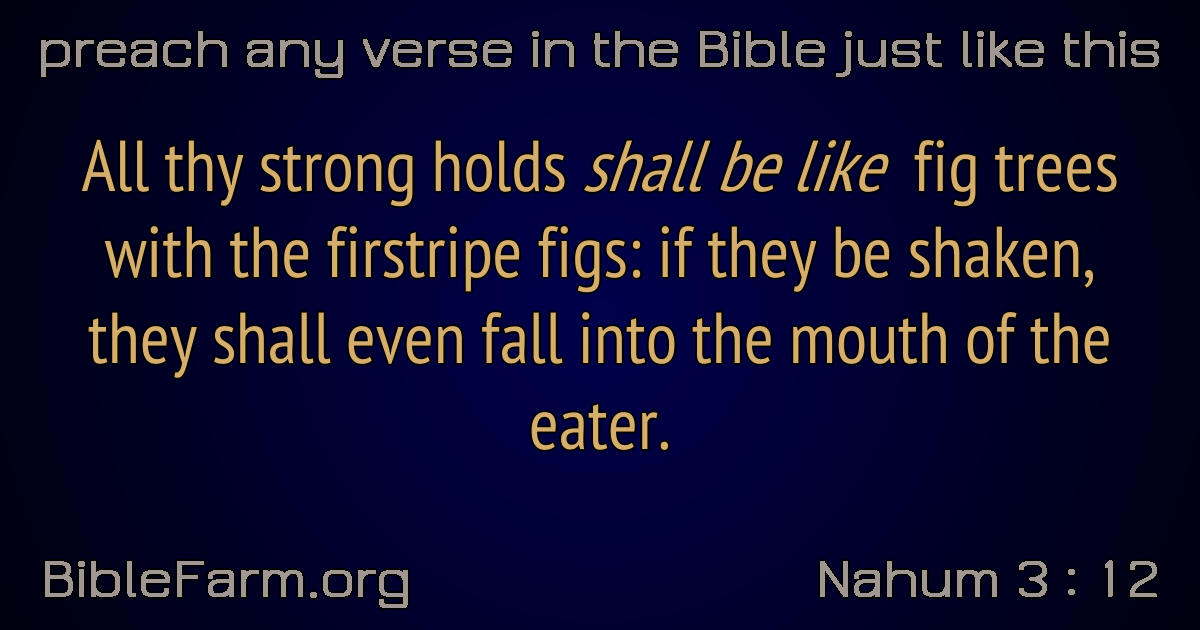 preach any verse in the Bible just like this
All thy strong holds shall be like fig trees
with the firstripe figs: if they be shaken,
they shall even fall into the mouth of the
eater.
BibleFarm.org
Nahum 3 : 12